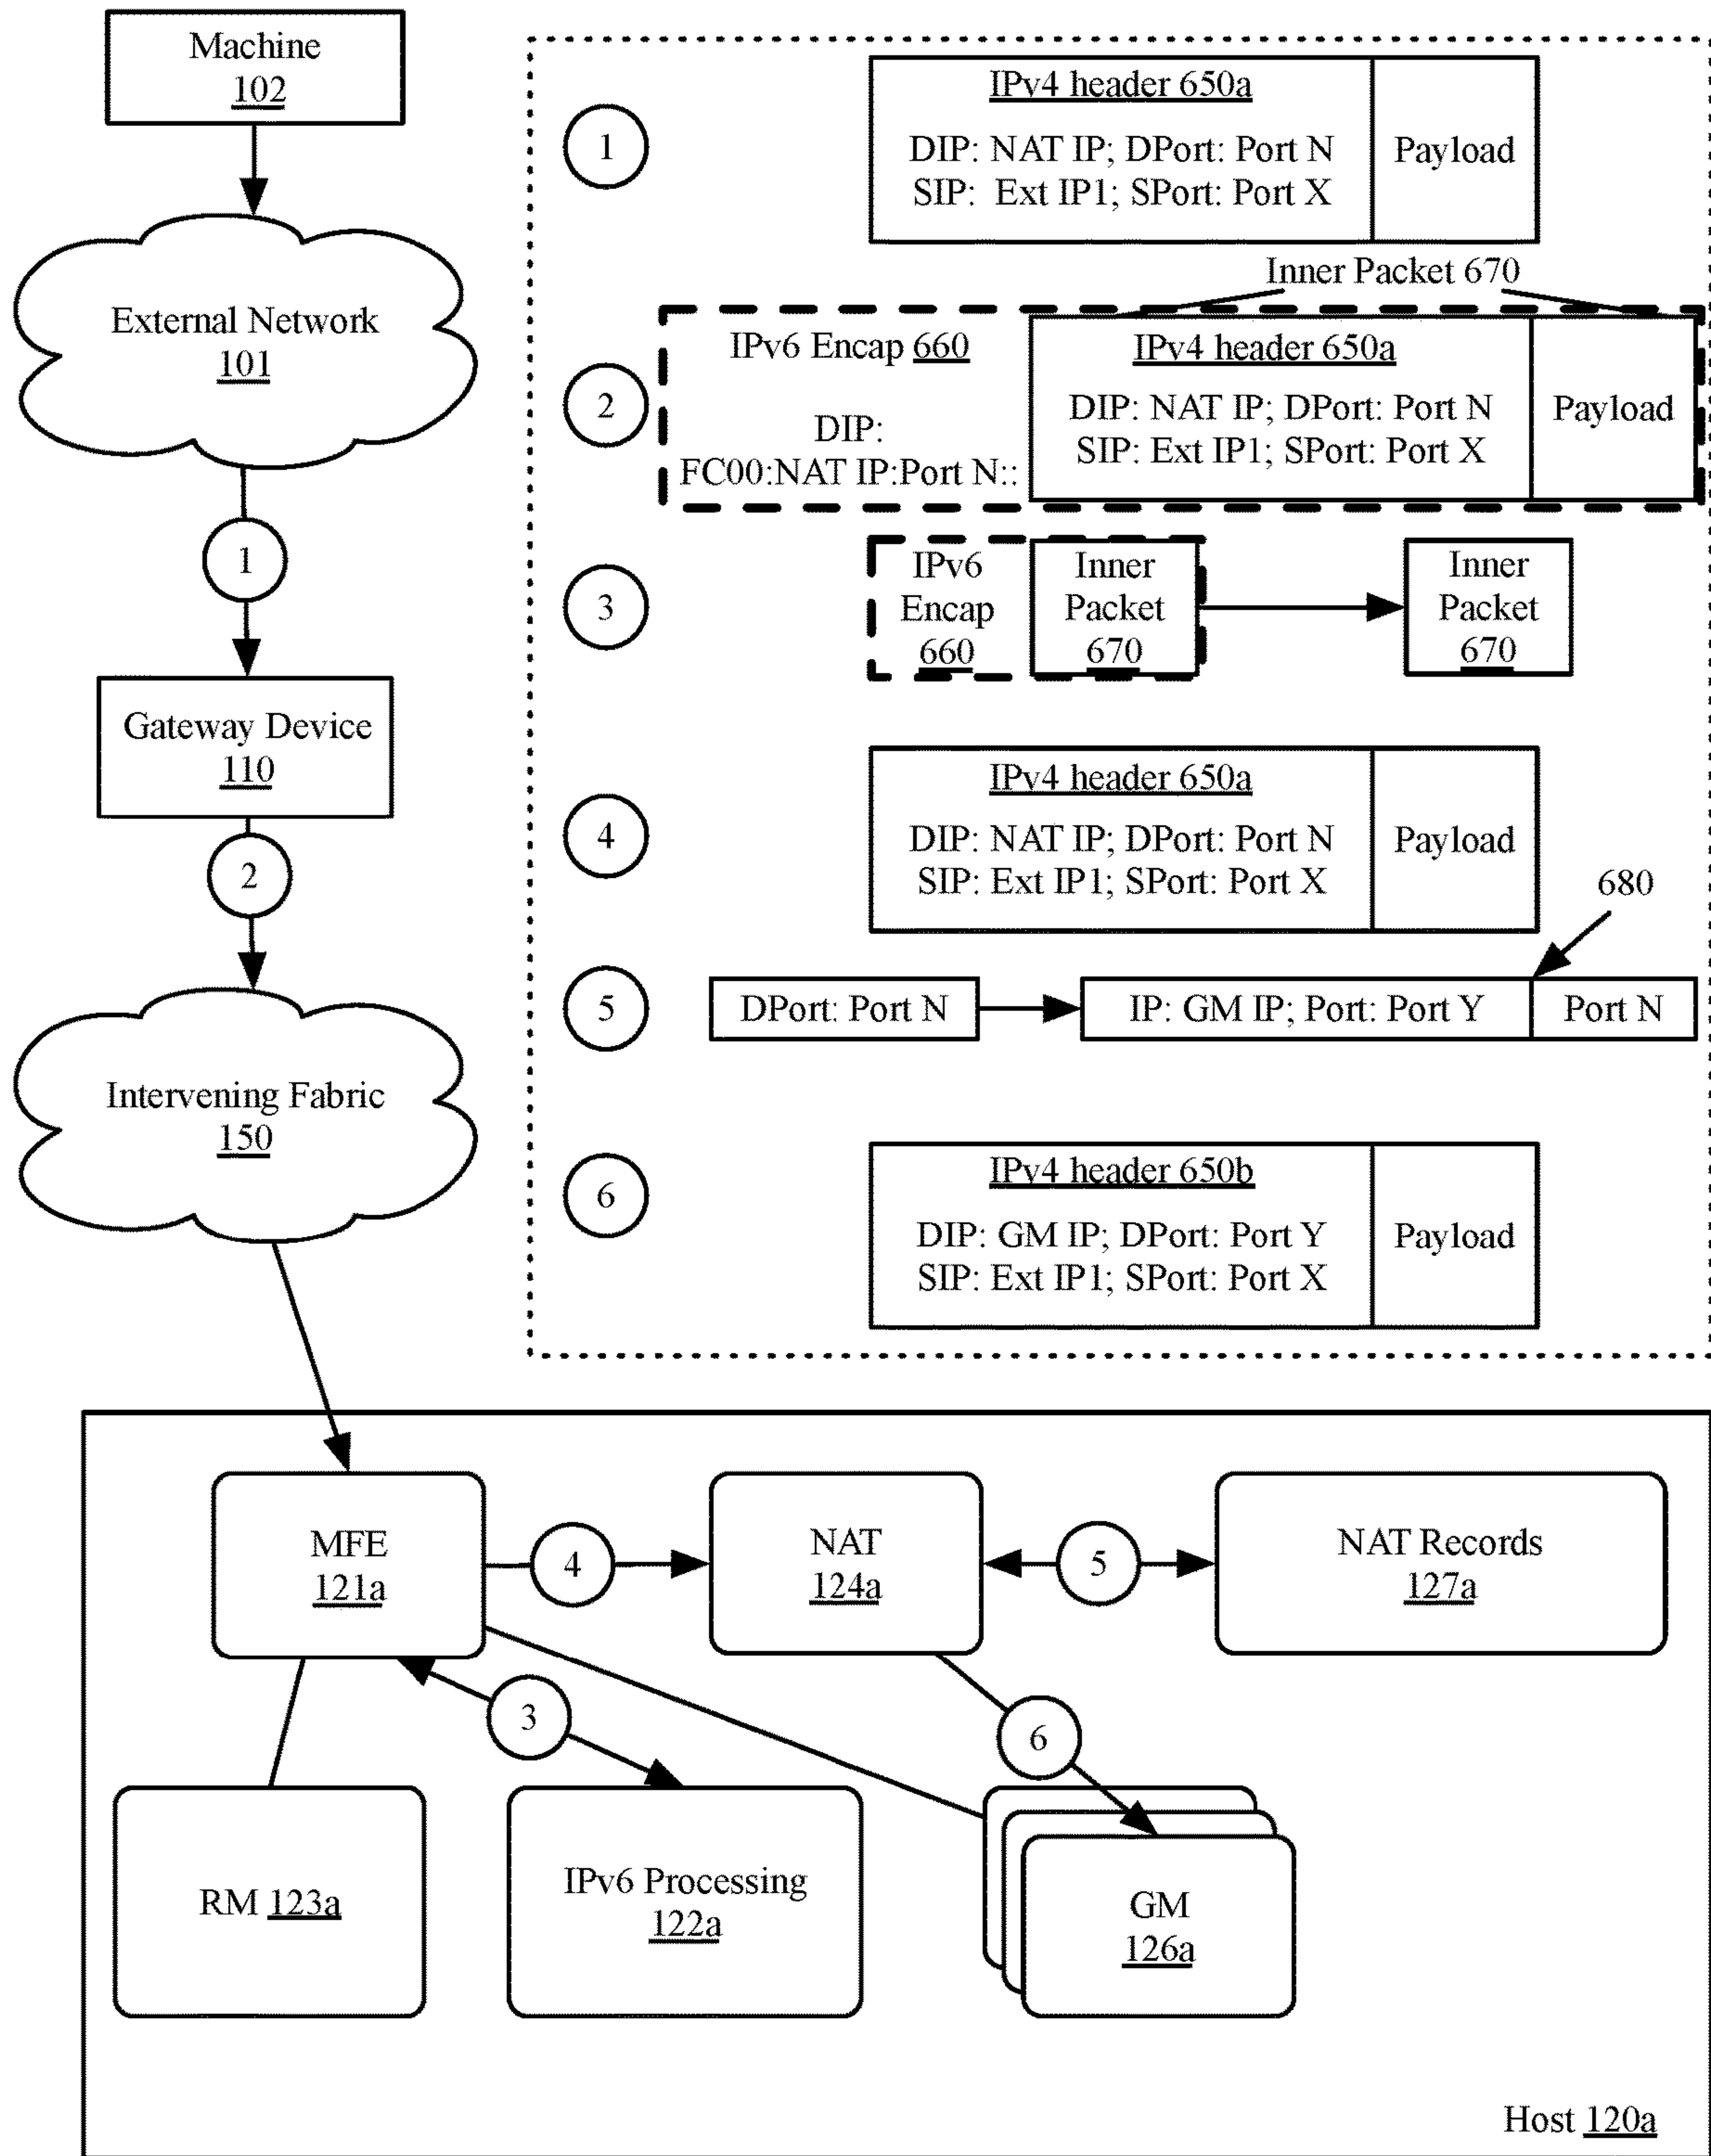 Machine
102
External Network
101
1
Gateway Device
110
2
Intervening Fabric
150
1
IPv4 header 650a
DIP: NAT IP; DPort: Port N
SIP: Ext IP1; SPort: Port X
Payload
Inner Packet 670
2
IPv6 Encap 660
DIP:
FC00:NAT IP:Port N::
IPv4 header 650a
DIP: NAT IP; DPort: Port N
SIP: Ext IP1; SPort: Port X
Payload
3
IPv6
Encap
660
Inner
Packet
670
Inner
Packet
670
4
IPv4 header 650a
DIP: NAT IP; DPort: Port N
SIP: Ext IP1; SPort: Port X
Payload
680
5
DPort: Port N
IP: GM IP; Port: Port Y
Port N
6
IPv4 header 650b
DIP: GM IP; DPort: Port Y
SIP: Ext IP1; SPort: Port X
Payload
MFE
121a
4
NAT
124a
5
NAT Records
127a
3
6
RM 123a
IPv6 Processing
122a
GM
126a
Host 120a